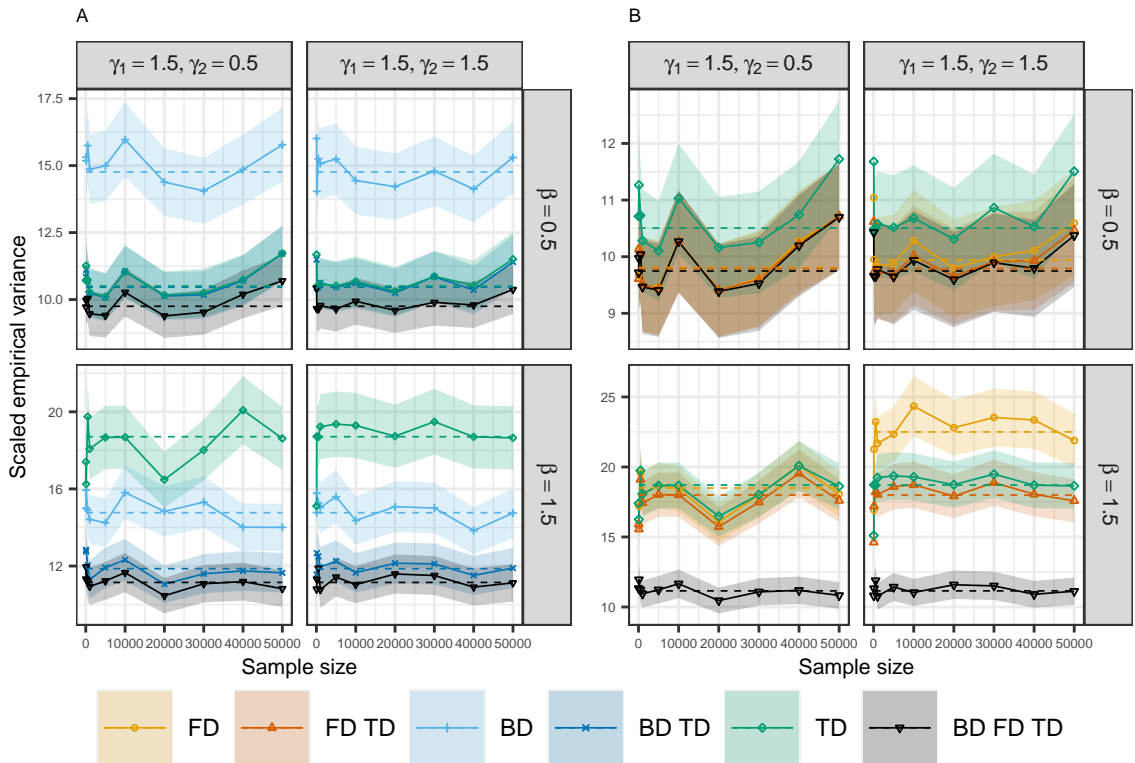 A B
γ1 = 1.5, γ2 = 0.5 γ1 = 1.5, γ2 = 1.5 γ1 = 1.5, γ2 = 0.5 γ1 = 1.5, γ2 = 1.5
Scaled empirical variance
17.5
15.0
12.5
10.0
β = 0.5
12
11
10
9
β = 0.5
20
16
12
β = 1.5
25
20
15
10
β = 1.5
0 10000 20000 30000 40000 50000 0 10000 20000 30000 40000 50000 0 10000 20000 30000 40000 50000 0 10000 20000 30000 40000 50000
Sample size Sample size
FD FD TD BD BD TD TD BD FD TD